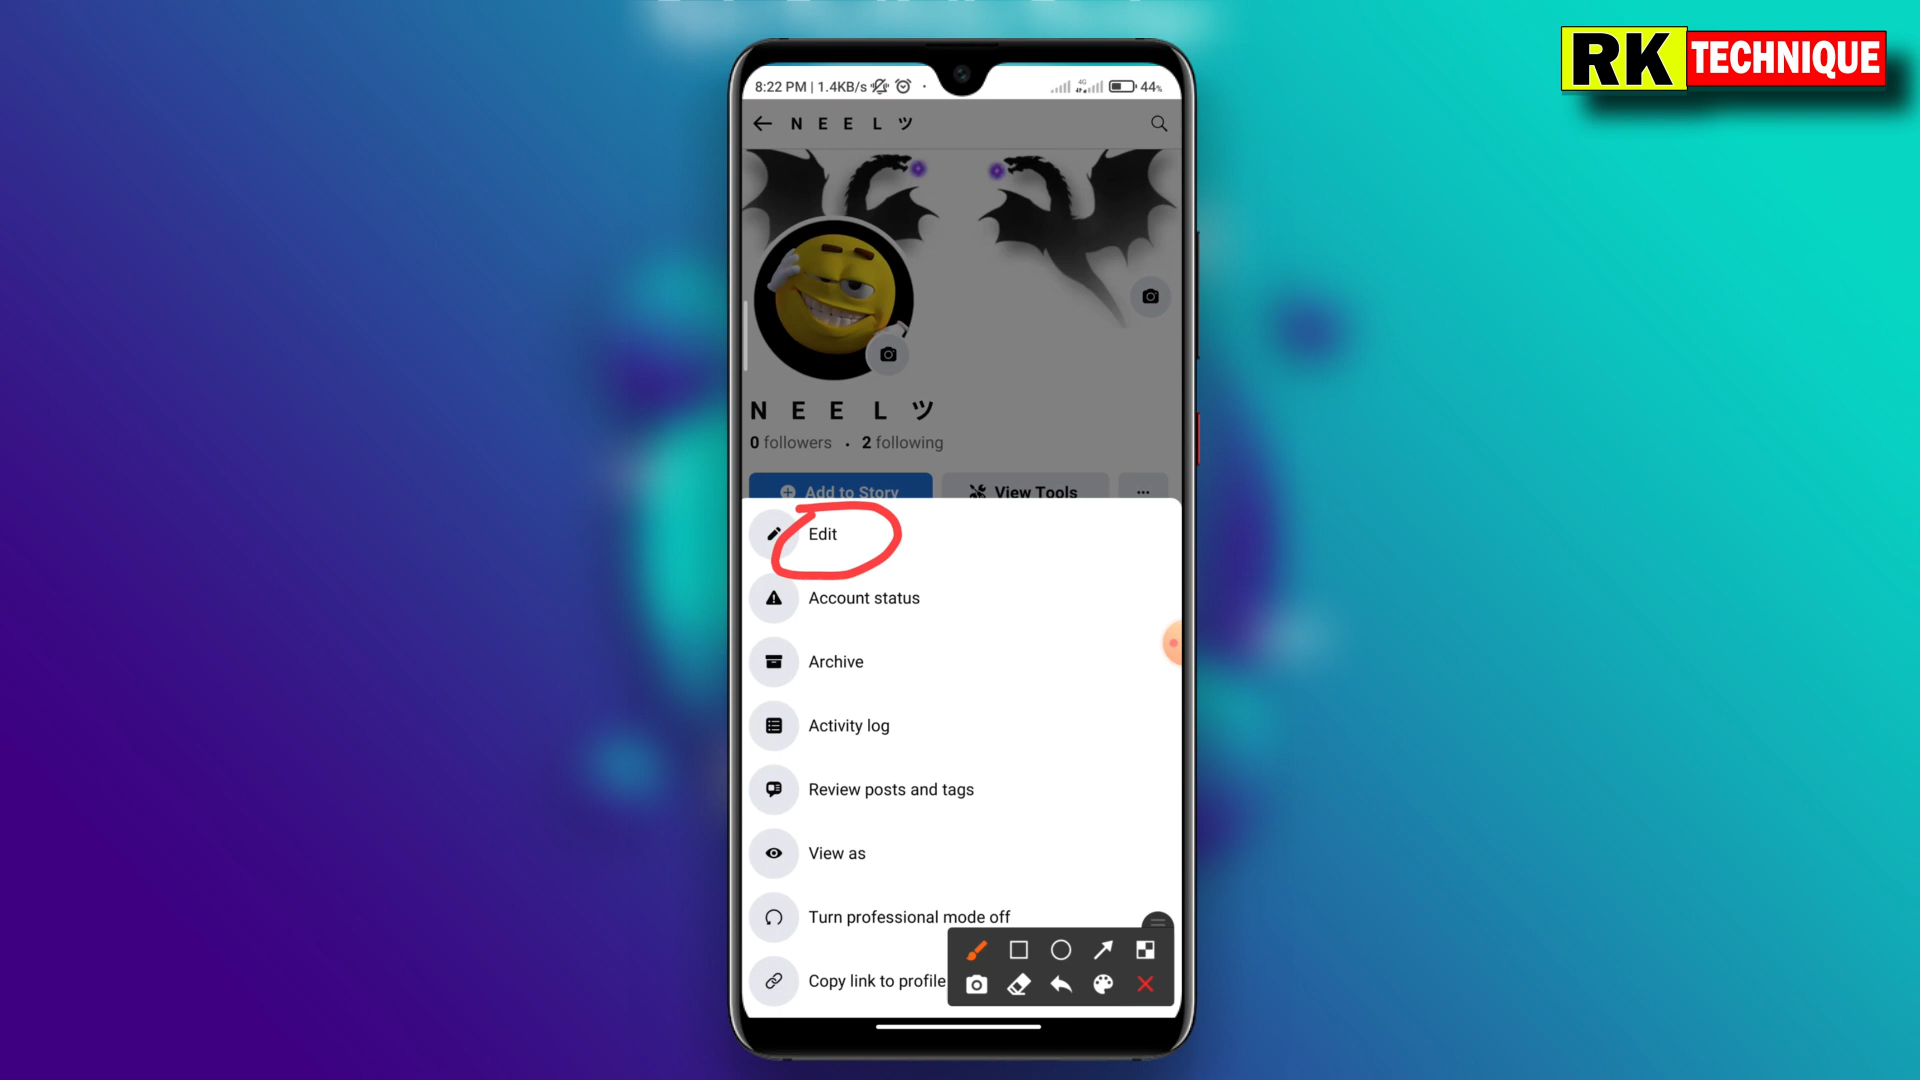 RK TECHNIQUE
8:22 PM | 1.4KB/s
4G
44%
N E E L ツ
N E E L ツ
0 followers · 2 following
Add to Story
View Tools
Edit
Account status
Archive
Activity log
Review posts and tags
View as
Turn professional mode off
Copy link to profile